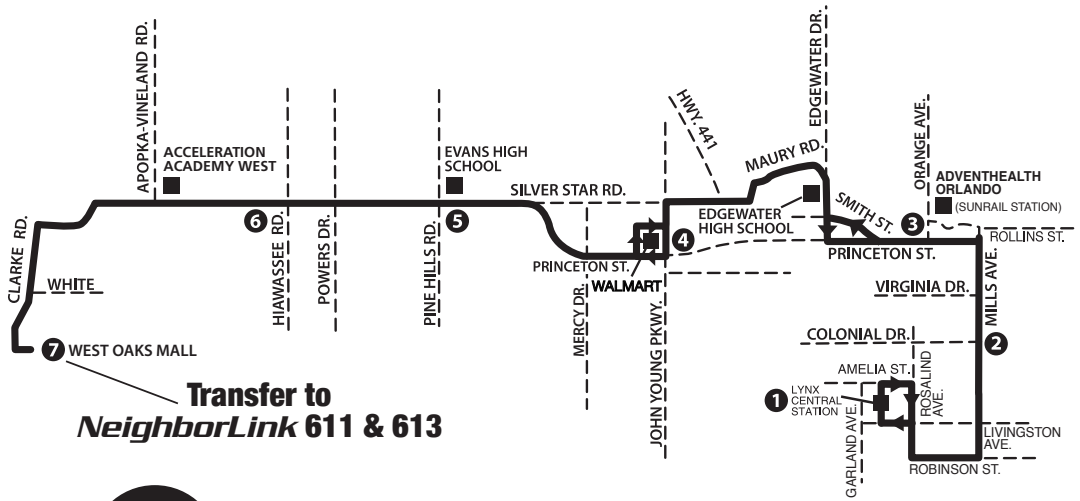 APOPKA-VINELAND RD.
ACCELERATION
ACADEMY WEST
CLARKE RD.
WHITE
7
WEST OAKS MALL
Transfer to
NeighborLink 611 & 613
6
HIAWASSEE RD.
POWERS DR.
EVANS HIGH
SCHOOL
5
PINE HILLS RD.
SILVER STAR RD.
PRINCETON ST.
MERCY DR.
WALMART
4
JOHN YOUNG PKWY.
HWY. 441
MAURY RD.
EDGEWATER DR.
EDGEWATER
HIGH SCHOOL
SMITH ST.
3
ORANGE AVE.
ADVENTHEALTH
ORLANDO
(SUNRAIL STATION)
ROLLINS ST.
PRINCETON ST.
MILLS AVE.
VIRGINIA DR.
COLONIAL DR.
2
AMELIA ST.
1
LYNX
CENTRAL
STATION
ROSALIND
AVE.
GARLAND AVE.
LIVINGSTON
AVE.
ROBINSON ST.